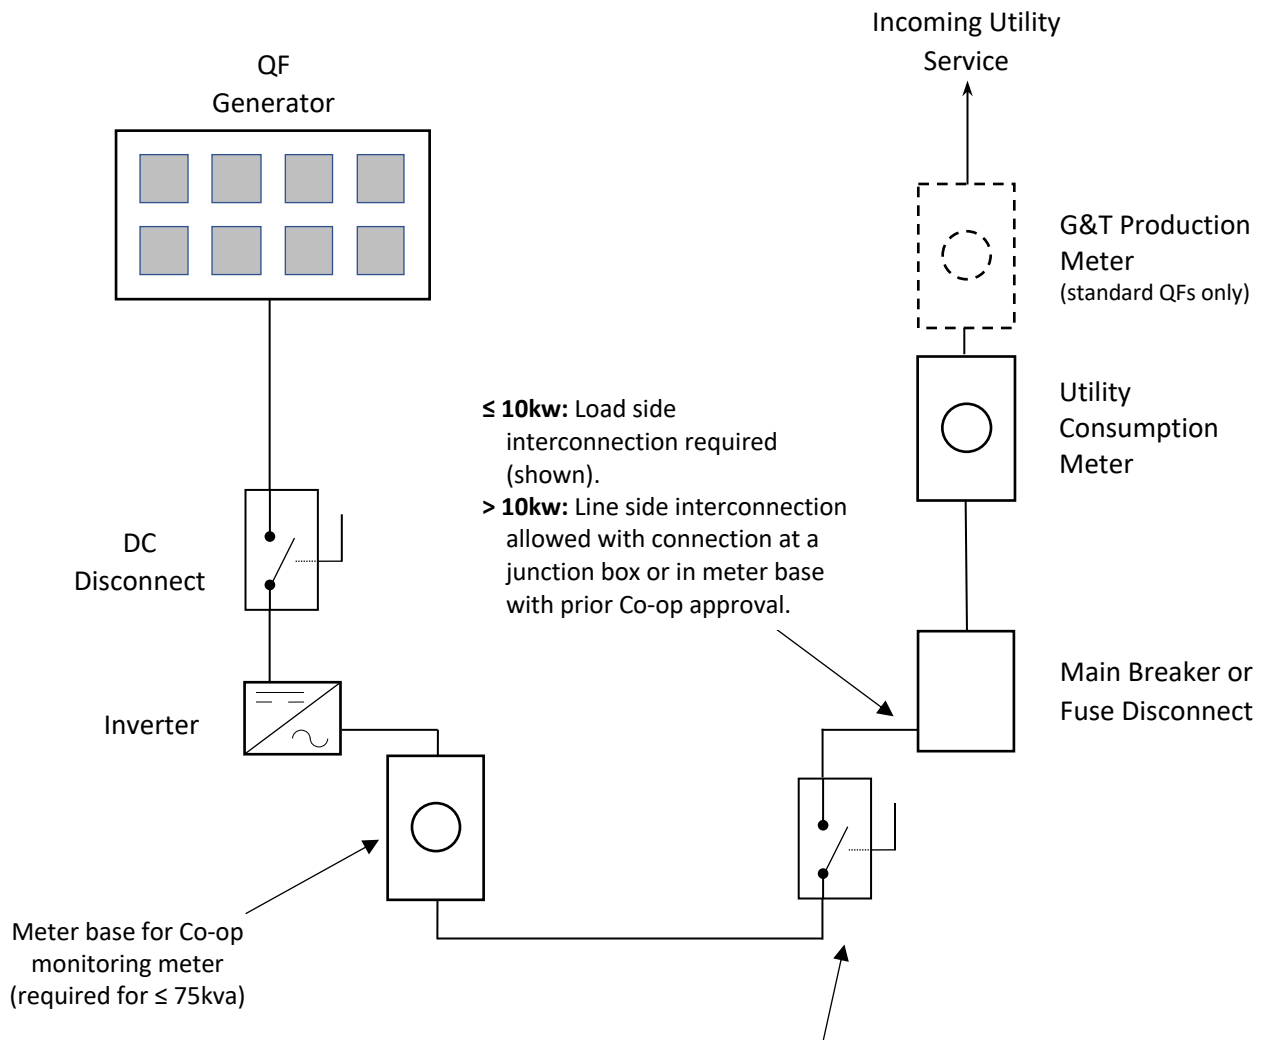 Incoming Utility
Service
QF
Generator
G&T Production
Meter
(standard QFs only)
Utility
Consumption
Meter
≤ 10kw: Load side
interconnection required
(shown).
> 10kw: Line side interconnection
allowed with connection at a
junction box or in meter base
with prior Co-op approval.
DC
Disconnect
Main Breaker or
Fuse Disconnect
Inverter
Meter base for Co-op
monitoring meter
(required for ≤ 75kva)